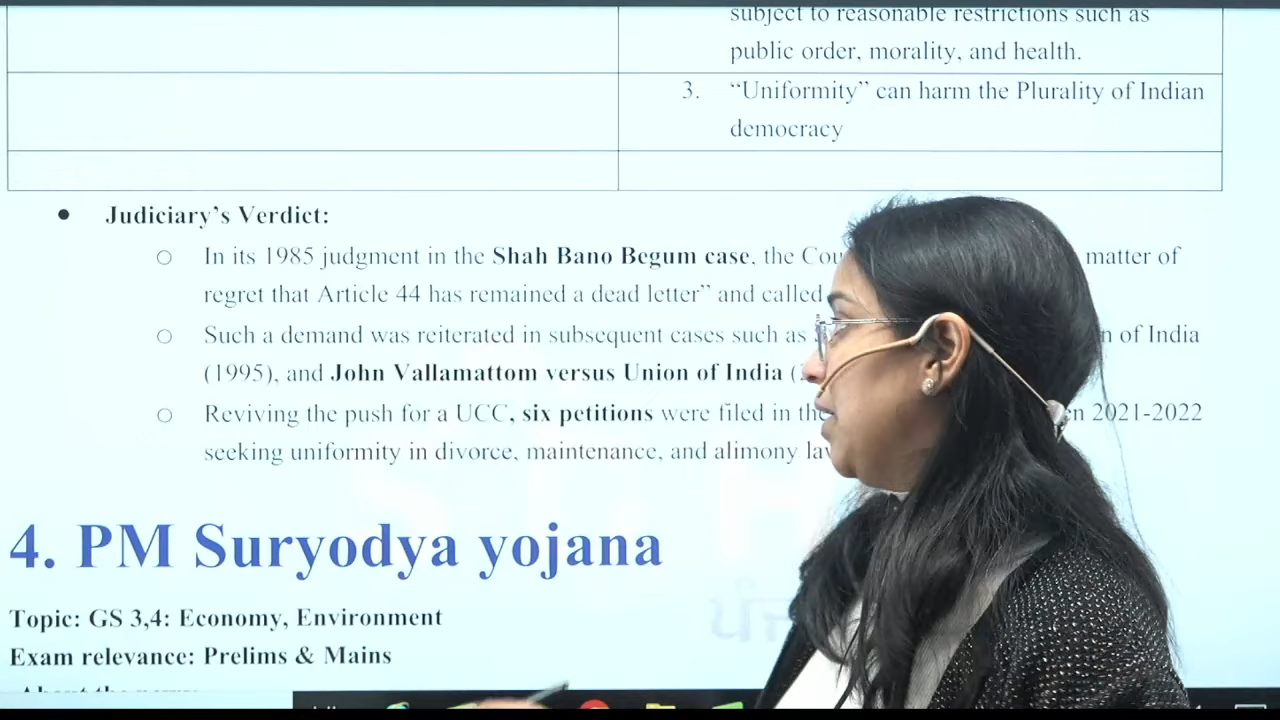 subject to reasonable restrictions such as
public order, morality, and health.
3. “Uniformity” can harm the Plurality of Indian
democracy
• Judiciary’s Verdict:
○ In its 1985 judgment in the Shah Bano Begum case, the matter of
regret that Article 44 has remained a dead letter” and called
○ Such a demand was reiterated in subsequent cases such as of India
(1995), and John Vallamattom versus Union of India
○ Reviving the push for a UCC, six petitions were filed in the 2021-2022
seeking uniformity in divorce, maintenance, and alimony
4. PM Suryodya yojana
Topic: GS 3,4: Economy, Environment
Exam relevance: Prelims & Mains